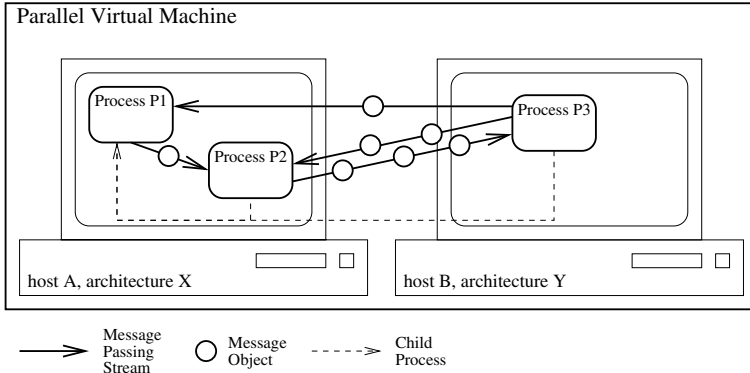 Parallel Virtual Machine
Process P1
Process P2
Process P3
host A, architecture X
host B, architecture Y
Message
Passing
Stream
Message
Object
Child
Process